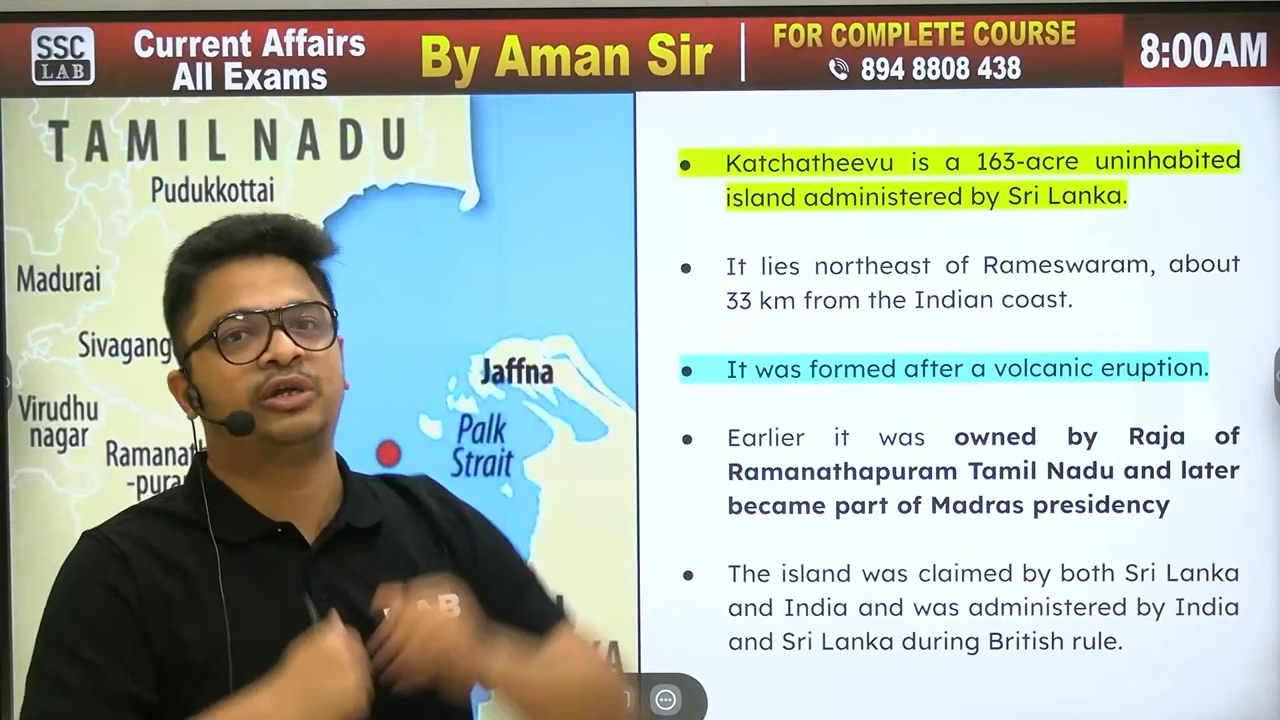 SSC
LAB
Current Affairs
All Exams
By Aman Sir
FOR COMPLETE COURSE
894 8808 438
8:00AM
TAMIL NADU
Pudukkottai
Madurai
Sivagang
Virudhu
nagar
Ramanat
-pura
Jaffna
Palk
Strait
• Katchatheevu is a 163-acre uninhabited
island administered by Sri Lanka.
• It lies northeast of Rameswaram, about
33 km from the Indian coast.
• It was formed after a volcanic eruption.
• Earlier it was owned by Raja of
Ramanathapuram Tamil Nadu and later
became part of Madras presidency
• The island was claimed by both Sri Lanka
and India and was administered by India
and Sri Lanka during British rule.